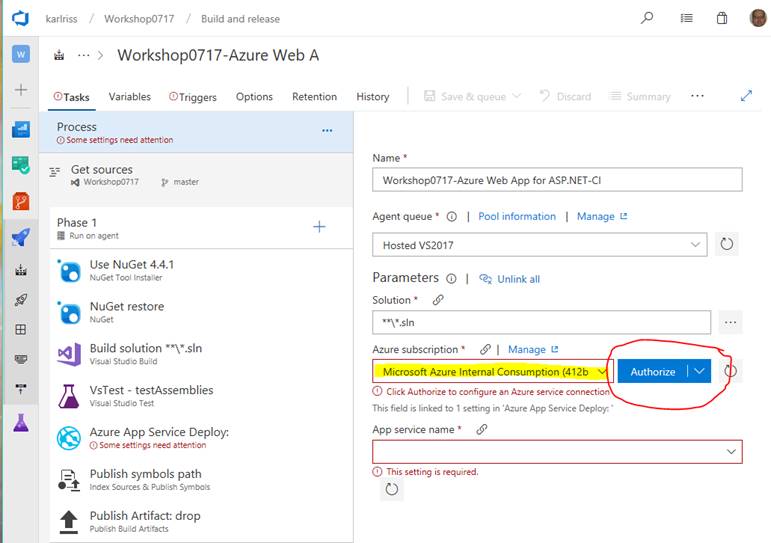 karlriss / Workshop0717 / Build and release
W
Workshop0717-Azure Web A
Tasks Variables Triggers Options Retention History Save & queue Discard Summary
Process
Some settings need attention
Get sources
Workshop0717 master
Phase 1
Run on agent
Use NuGet 4.4.1
NuGet Tool Installer
NuGet restore
NuGet
Build solution **\*.sln
Visual Studio Build
VsTest - testAssemblies
Visual Studio Test
Azure App Service Deploy:
Some settings need attention
Publish symbols path
Index Sources & Publish Symbols
Publish Artifact: drop
Publish Build Artifacts
Name *
Workshop0717-Azure Web App for ASP.NET-CI
Agent queue * | Pool information | Manage
Hosted VS2017
Parameters | Unlink all
Solution *
**\*.sln
Azure subscription * | Manage
Microsoft Azure Internal Consumption (412b
Authorize
Click Authorize to configure an Azure service connection
This field is linked to 1 setting in 'Azure App Service Deploy: '
App service name *
This setting is required.